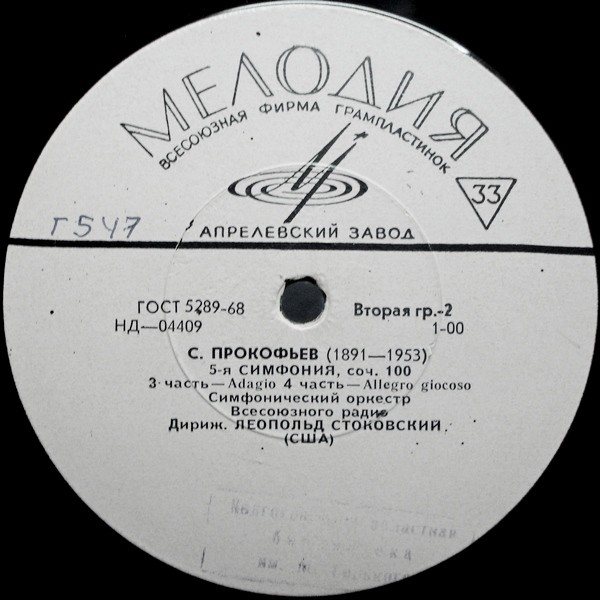 МЕЛОДИЯ
ВСЕСОЮЗНАЯ ФИРМА ГРАМПЛАСТИНОК
33
Г547
АПРЕЛЕВСКИЙ ЗАВОД
ГОСТ 5289-68 Вторая гр.-2
НД—04409 1-00
С. ПРОКОФЬЕВ (1891—1953)
5-я СИМФОНИЯ, соч. 100
3 часть—Adagio 4 часть—Allegro giocoso
Симфонический оркестр
Всесоюзного радио
Дириж. ЛЕОПОЛЬД СТОКОВСКИЙ
(США)